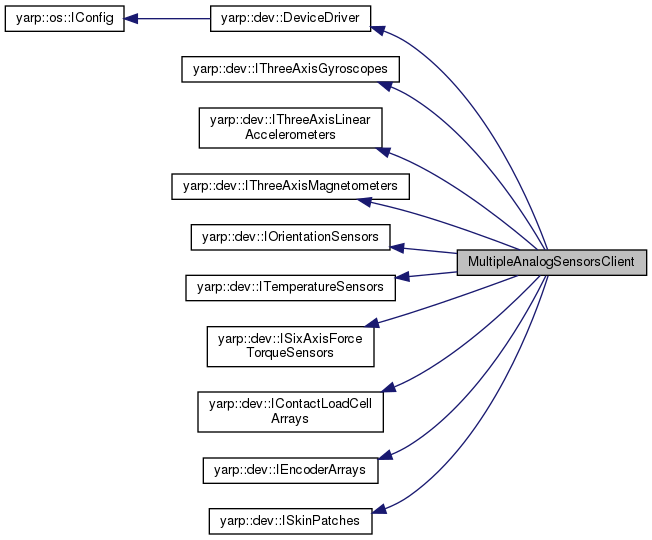 yarp::os::IConfig
yarp::dev::DeviceDriver
yarp::dev::IThreeAxisGyroscopes
yarp::dev::IThreeAxisLinear
Accelerometers
yarp::dev::IThreeAxisMagnetometers
yarp::dev::IOrientationSensors
MultipleAnalogSensorsClient
yarp::dev::ITemperatureSensors
yarp::dev::ISixAxisForce
TorqueSensors
yarp::dev::IContactLoadCell
Arrays
yarp::dev::IEncoderArrays
yarp::dev::ISkinPatches